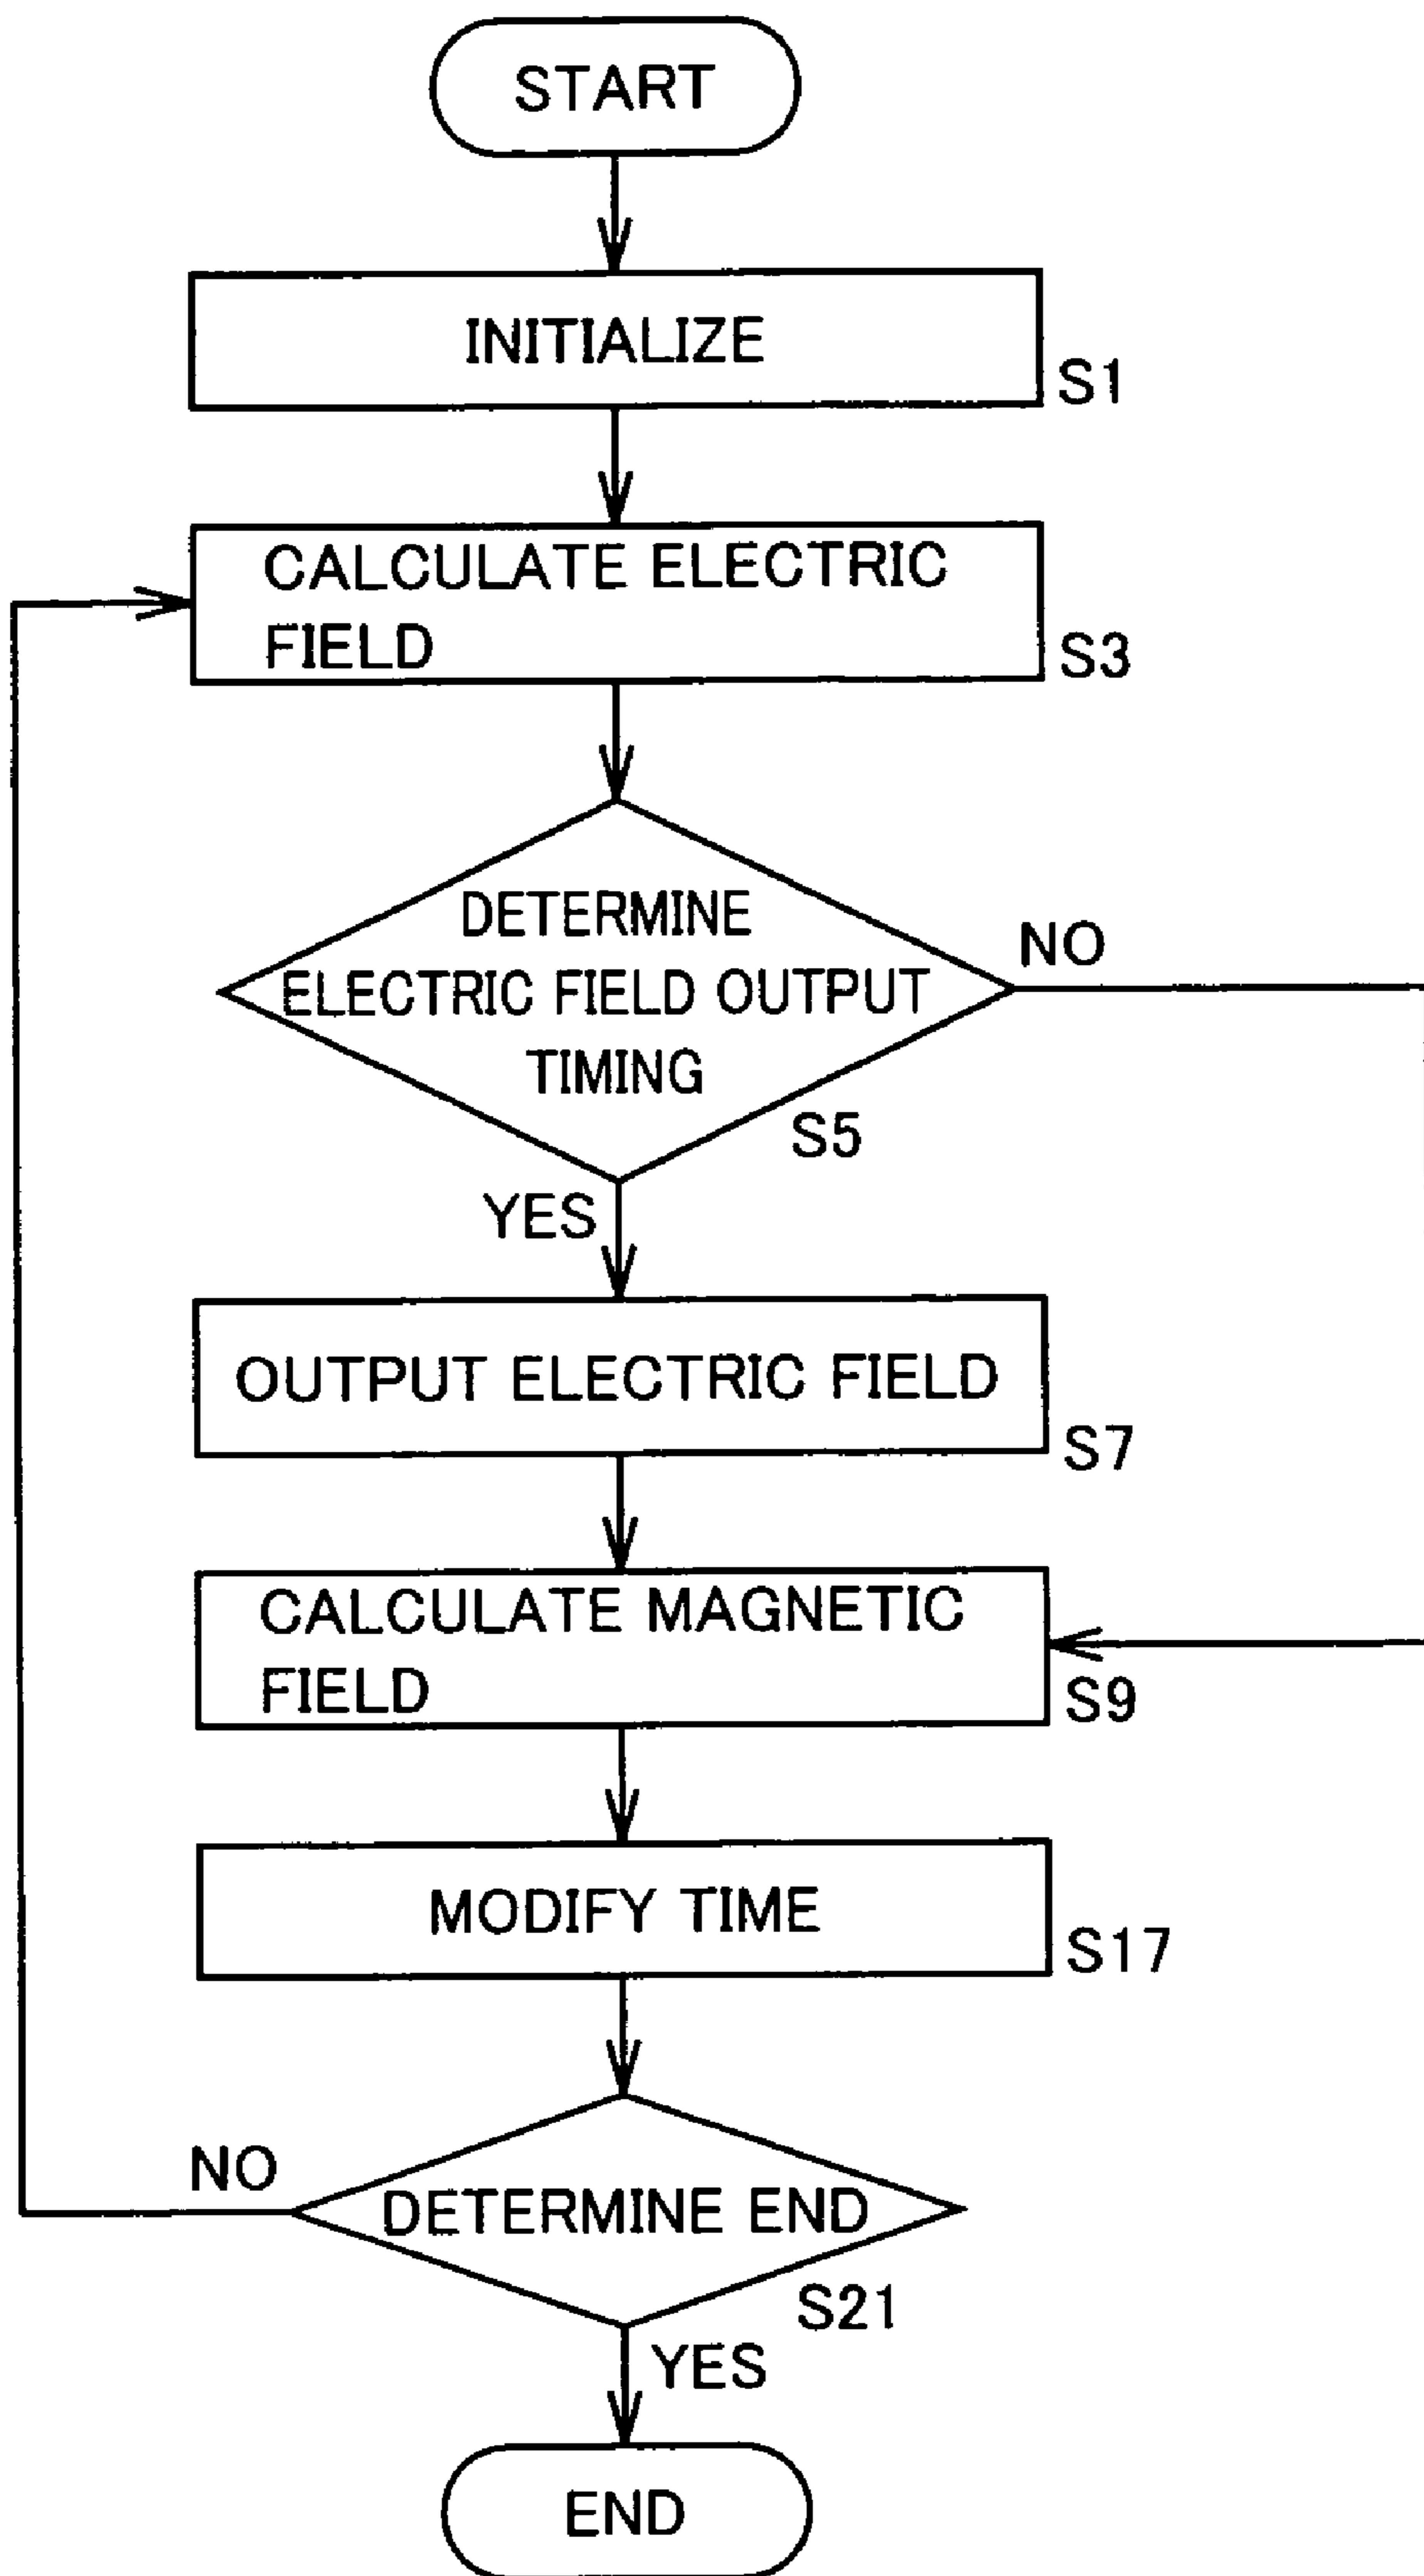 START
INITIALIZE
S1
CALCULATE ELECTRIC
FIELD
S3
DETERMINE
ELECTRIC FIELD OUTPUT
TIMING
NO
S5
YES
OUTPUT ELECTRIC FIELD
S7
CALCULATE MAGNETIC
FIELD
S9
MODIFY TIME
S17
NO
DETERMINE END
S21
YES
END